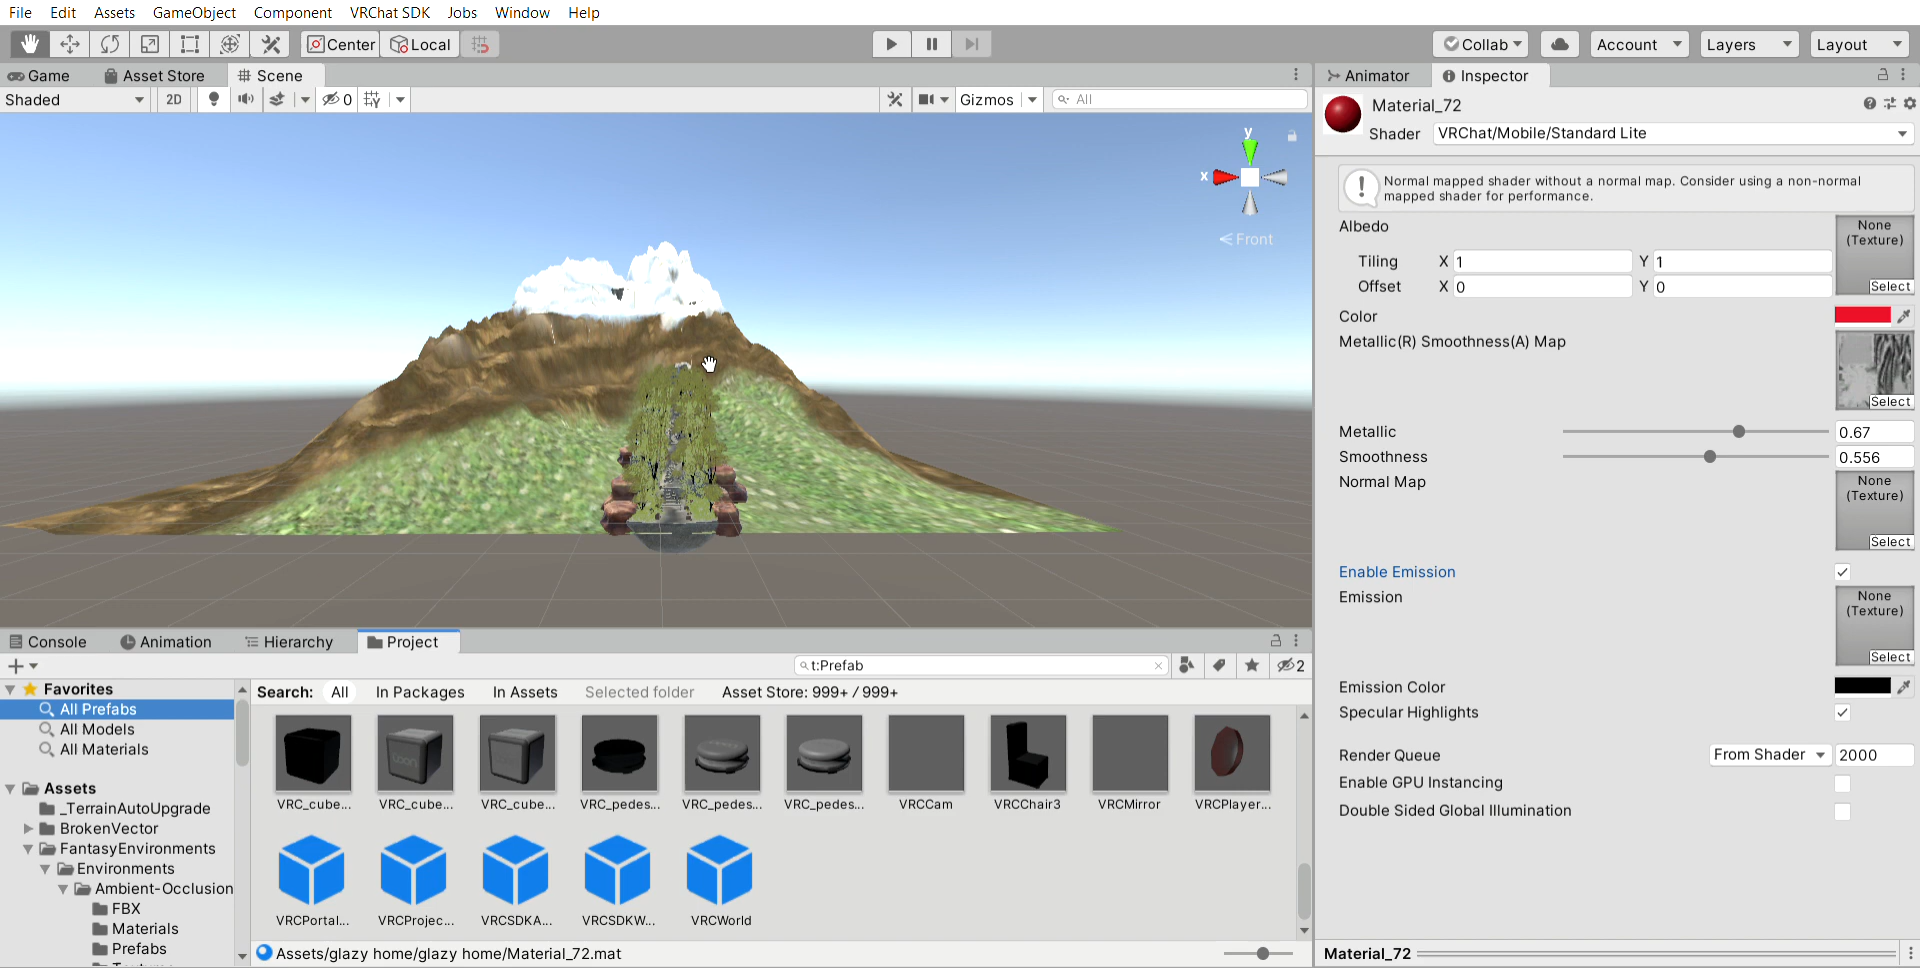 File Edit Assets GameObject Component VRChat SDK Jobs Window Help
Center Local Collab Account Layers Layout
Game Asset Store Scene
Shaded 2D 0 Gizmos All
y
x
Front
Console Animation Hierarchy Project
t:Prefab 2
Favorites
All Prefabs
All Models
All Materials
Assets
_TerrainAutoUpgrade
BrokenVector
FantasyEnvironments
Environments
Ambient-Occlusion
FBX
Materials
Prefabs
Search: All In Packages In Assets Selected folder Asset Store: 999+ / 999+
VRC_cube... VRC_cube... VRC_cube... VRC_pedes... VRC_pedes... VRC_pedes... VRCCam VRCChair3 VRCMirror VRCPlayer...
VRCPortal... VRCProjec... VRCSDKA... VRCSDKW... VRCWorld
Assets/glazy home/glazy home/Material_72.mat
Animator Inspector
Material_72
Shader VRChat/Mobile/Standard Lite
Normal mapped shader without a normal map. Consider using a non-normal
mapped shader for performance.
Albedo None
(Texture)
Select
Tiling X 1 Y 1
Offset X 0 Y 0
Color
Metallic(R) Smoothness(A) Map
Select
Metallic 0.67
Smoothness 0.556
Normal Map None
(Texture)
Select
Enable Emission
Emission None
(Texture)
Select
Emission Color
Specular Highlights
Render Queue From Shader 2000
Enable GPU Instancing
Double Sided Global Illumination
Material_72